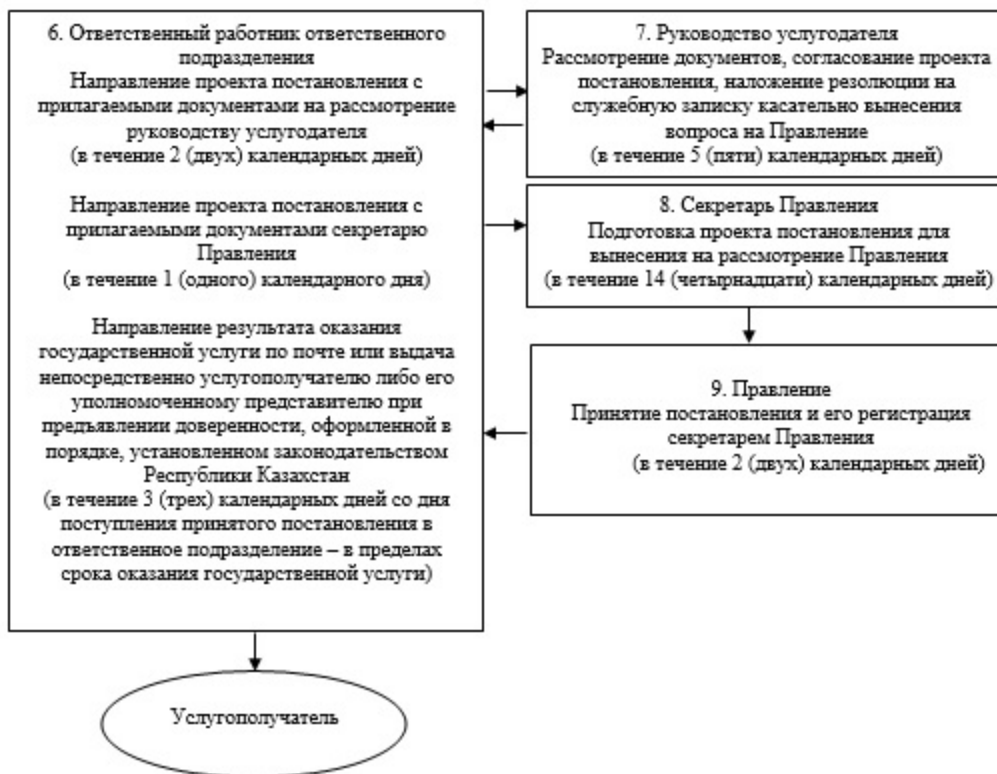 6. Ответственный работник ответственного
подразделения
Направление проекта постановления с
прилагаемыми документами на рассмотрение
руководству услугодателя
(в течение 2 (двух) календарных дней)
Направление проекта постановления с
прилагаемыми документами секретарю
Правления
(в течение 1 (одного) календарного дня)
Направление результата оказания
государственной услуги по почте или выдача
непосредственно услугополучателю либо его
уполномоченному представителю при
предъявлении доверенности, оформленной в
порядке, установленном законодательством
Республики Казахстан
(в течение 3 (трех) календарных дней со дня
поступления принятого постановления в
ответственное подразделение – в пределах
срока оказания государственной услуги)
7. Руководство услугодателя
Рассмотрение документов, согласование проекта
постановления, наложение резолюции на
служебную записку касательно вынесения
вопроса на Правление
(в течение 5 (пяти) календарных дней)
8. Секретарь Правления
Подготовка проекта постановления для
вынесения на рассмотрение Правления
(в течение 14 (четырнадцати) календарных дней)
9. Правление
Принятие постановления и его регистрация
секретарем Правления
(в течение 2 (двух) календарных дней)
Услугополучатель